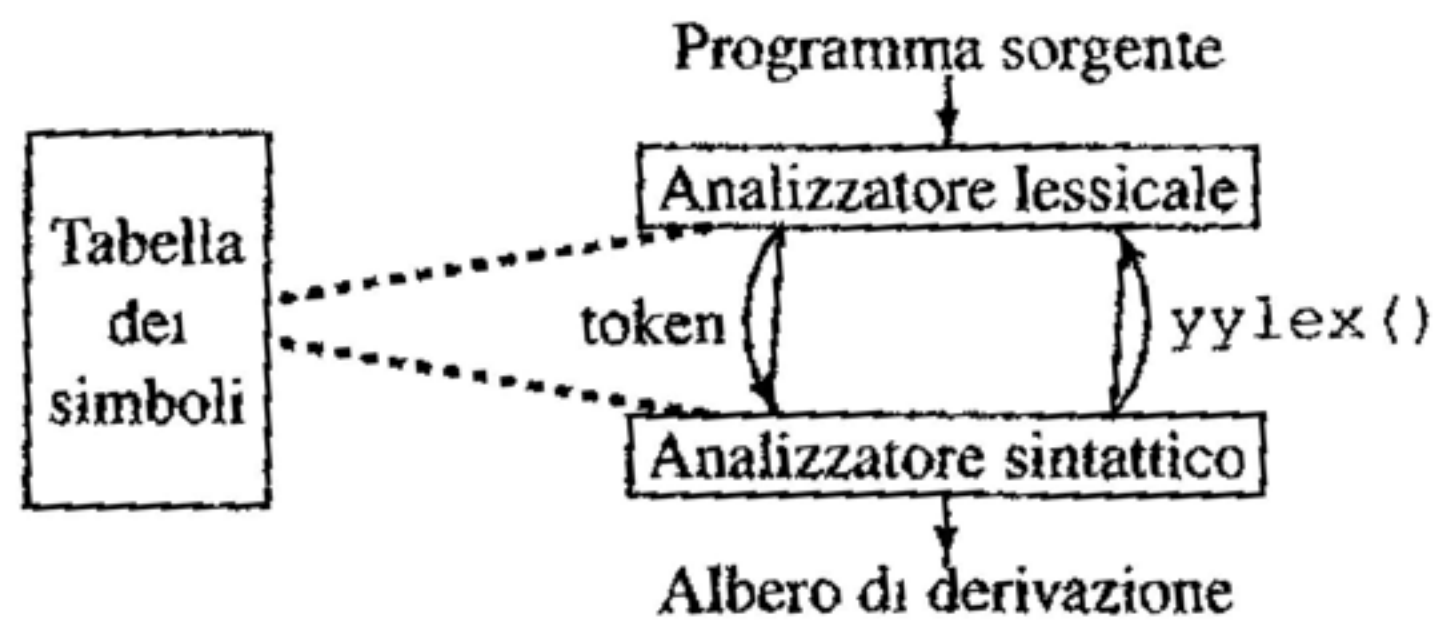 Programma sorgente
Analizzatore lessicale
Tabella
dei
simboli
token
yylex()
Analizzatore sintattico
Albero di derivazione